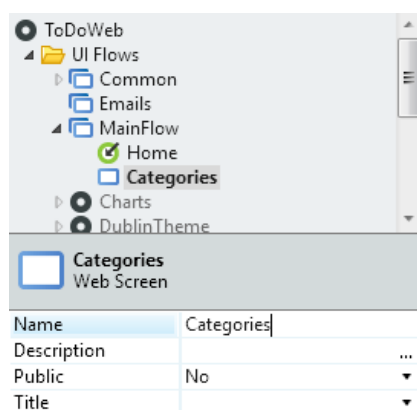 ToDoWeb
UI Flows
Common
Emails
MainFlow
Home
Categories
Charts
DublinTheme
Categories
Web Screen
Name Categories
Description ...
Public No
Title